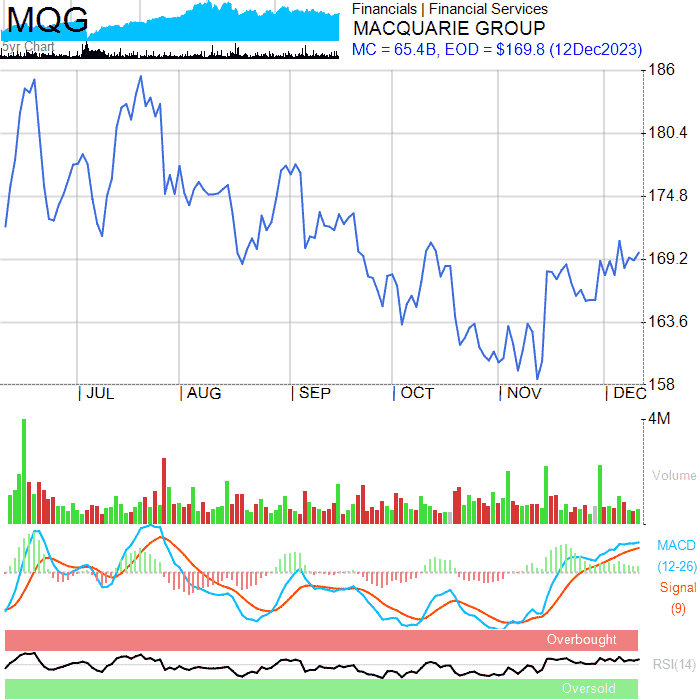 MQG
5yr Chart
Financials | Financial Services
MACQUARIE GROUP
MC = 65.4B, EOD = $169.8 (12Dec2023)
186
180.4
174.8
169.2
163.6
158
| JUL | AUG | SEP | OCT | NOV | DEC
4M
Volume
MACD
(12-26)
Signal
(9)
Overbought
RSI(14)
Oversold